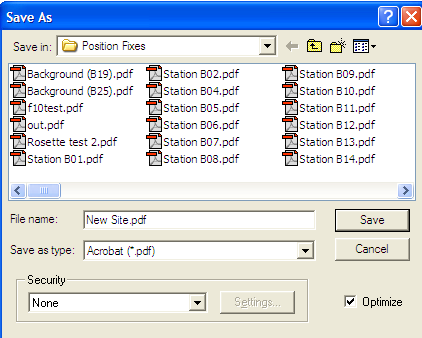 Save As
Save in: Position Fixes
Background (B19).pdf Station B02.pdf Station B09.pdf
Background (B25).pdf Station B04.pdf Station B10.pdf
f10test.pdf Station B05.pdf Station B11.pdf
out.pdf Station B06.pdf Station B12.pdf
Rosette test 2.pdf Station B07.pdf Station B13.pdf
Station B01.pdf Station B08.pdf Station B14.pdf
File name: New Site.pdf Save
Save as type: Acrobat (*.pdf) Cancel
Security
None Settings... Optimize